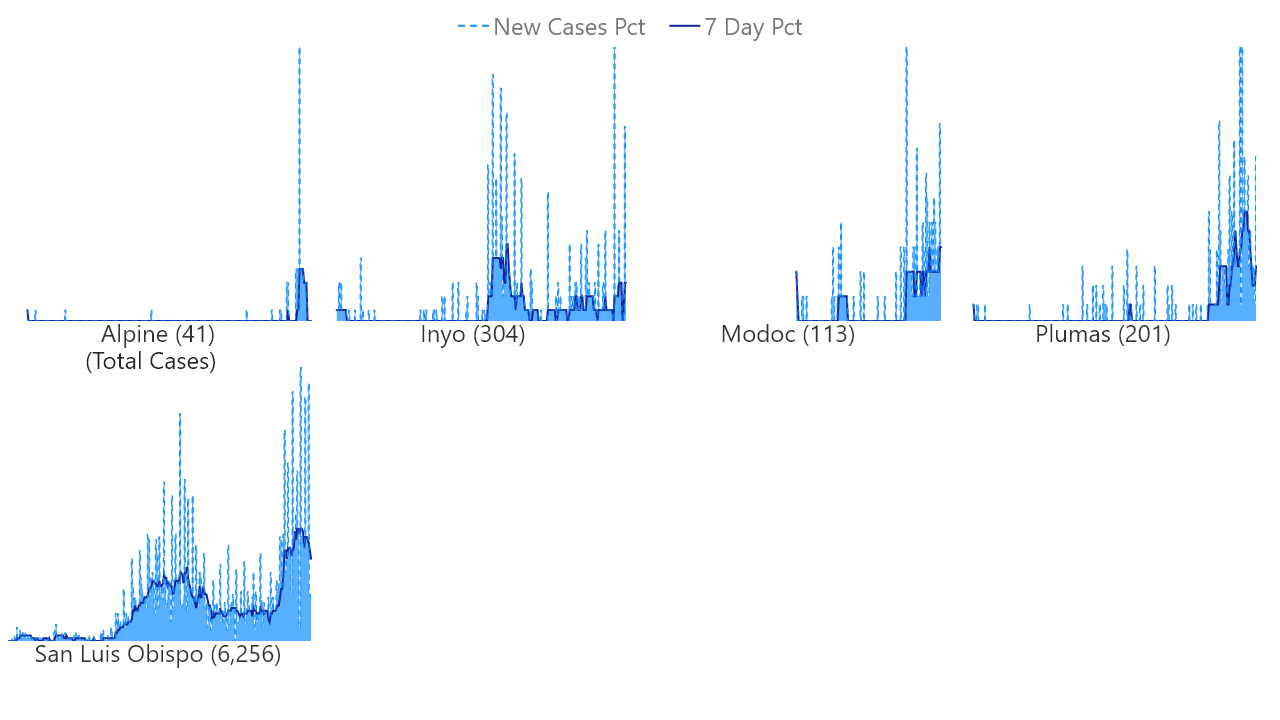 New Cases Pct 7 Day Pct
Alpine (41) Inyo (304) Modoc (113) Plumas (201)
(Total Cases)
San Luis Obispo (6,256)